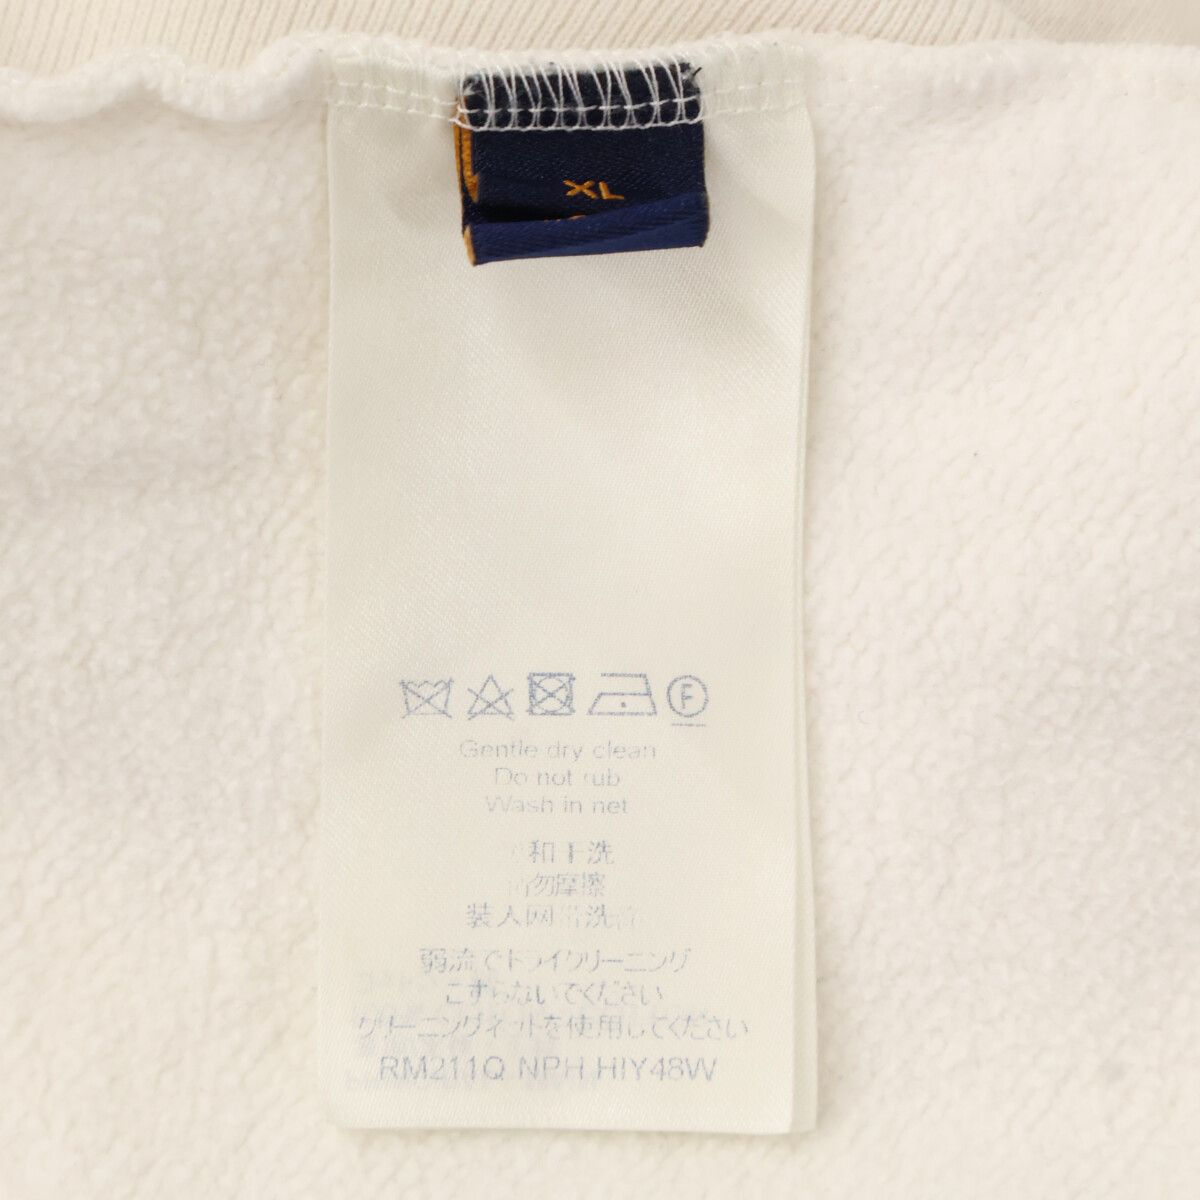 XL
F
Gentle dry clean
Do not rub
Wash in net
和干洗
勿摩擦
装入网洗
弱流でドライクリーニング
こすらないでください
クリーニングネットを使用してください
RM211Q NPH HIY48W